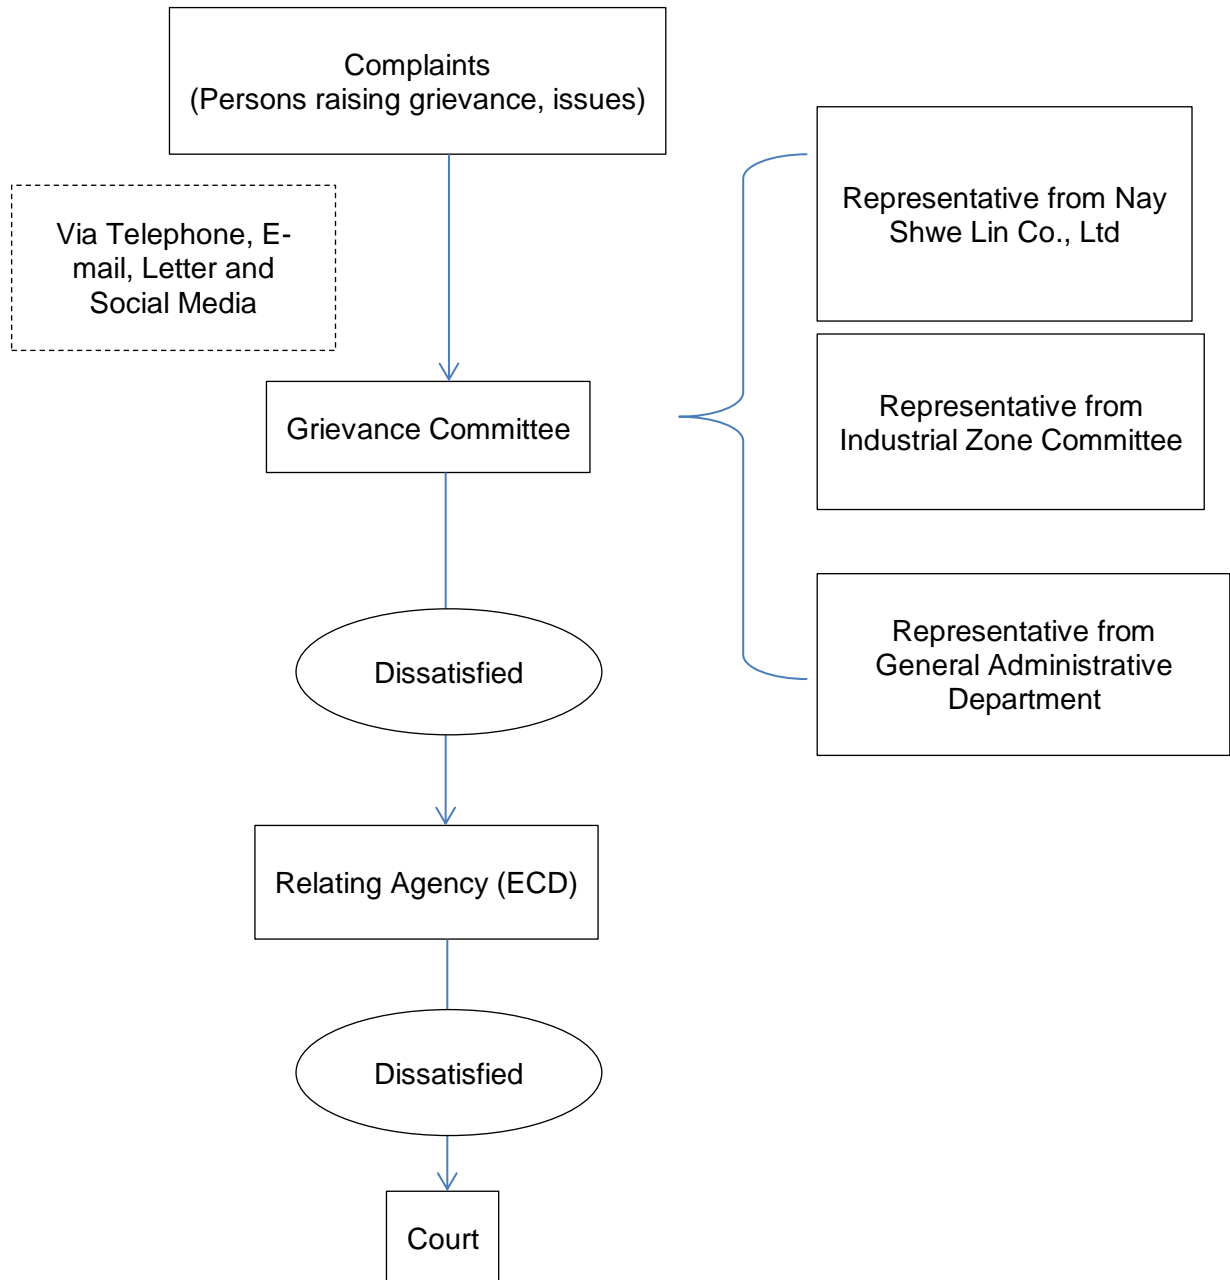 Complaints
(Persons raising grievance, issues)
Via Telephone, E-
mail, Letter and
Social Media
Grievance Committee
Representative from Nay
Shwe Lin Co., Ltd
Representative from
Industrial Zone Committee
Representative from
General Administrative
Department
Dissatisfied
Relating Agency (ECD)
Dissatisfied
Court